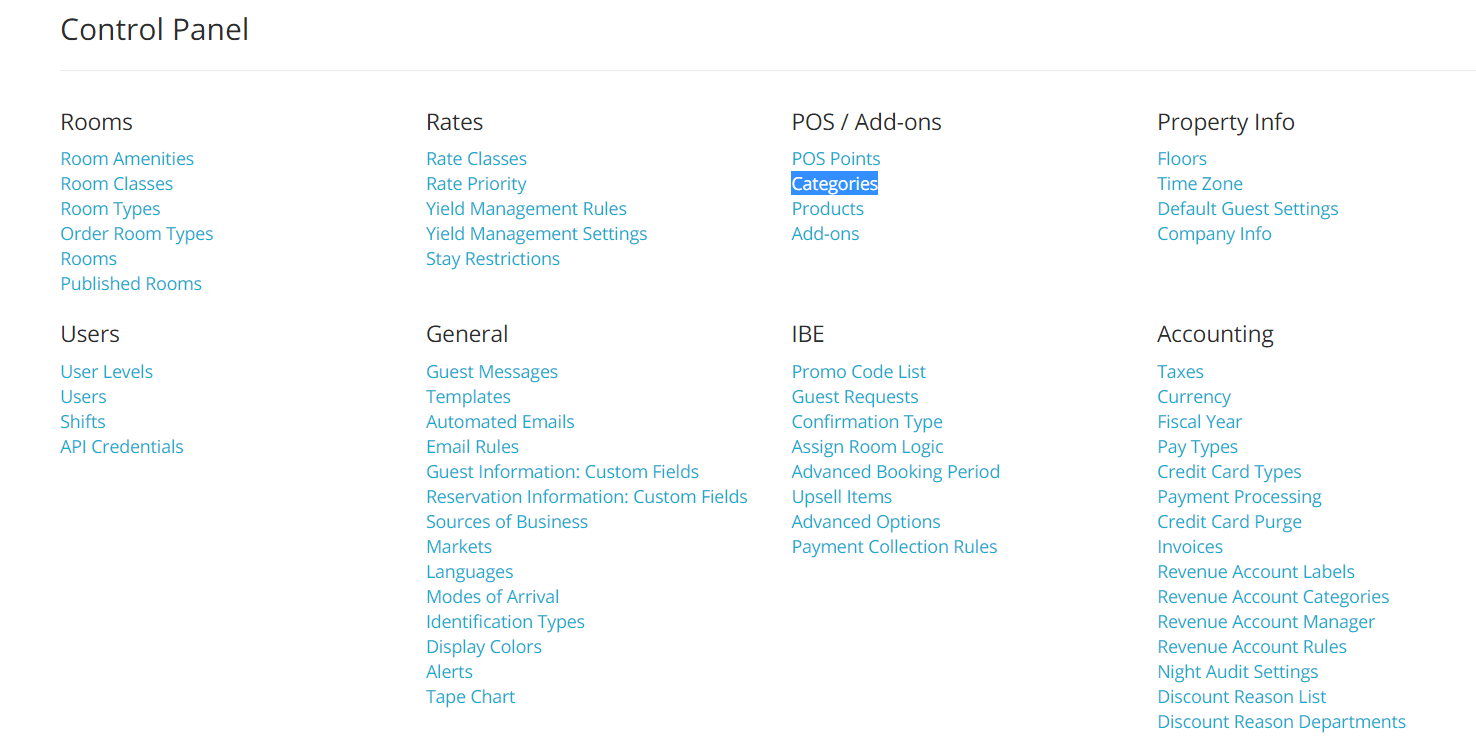 Control Panel
Rooms
Room Amenities
Room Classes
Room Types
Order Room Types
Rooms
Published Rooms
Rates
Rate Classes
Rate Priority
Yield Management Rules
Yield Management Settings
Stay Restrictions
POS / Add-ons
POS Points
Categories
Products
Add-ons
Property Info
Floors
Time Zone
Default Guest Settings
Company Info
Users
User Levels
Users
Shifts
API Credentials
General
Guest Messages
Templates
Automated Emails
Email Rules
Guest Information: Custom Fields
Reservation Information: Custom Fields
Sources of Business
Markets
Languages
Modes of Arrival
Identification Types
Display Colors
Alerts
Tape Chart
IBE
Promo Code List
Guest Requests
Confirmation Type
Assign Room Logic
Advanced Booking Period
Upsell Items
Advanced Options
Payment Collection Rules
Accounting
Taxes
Currency
Fiscal Year
Pay Types
Credit Card Types
Payment Processing
Credit Card Purge
Invoices
Revenue Account Labels
Revenue Account Categories
Revenue Account Manager
Revenue Account Rules
Night Audit Settings
Discount Reason List
Discount Reason Departments